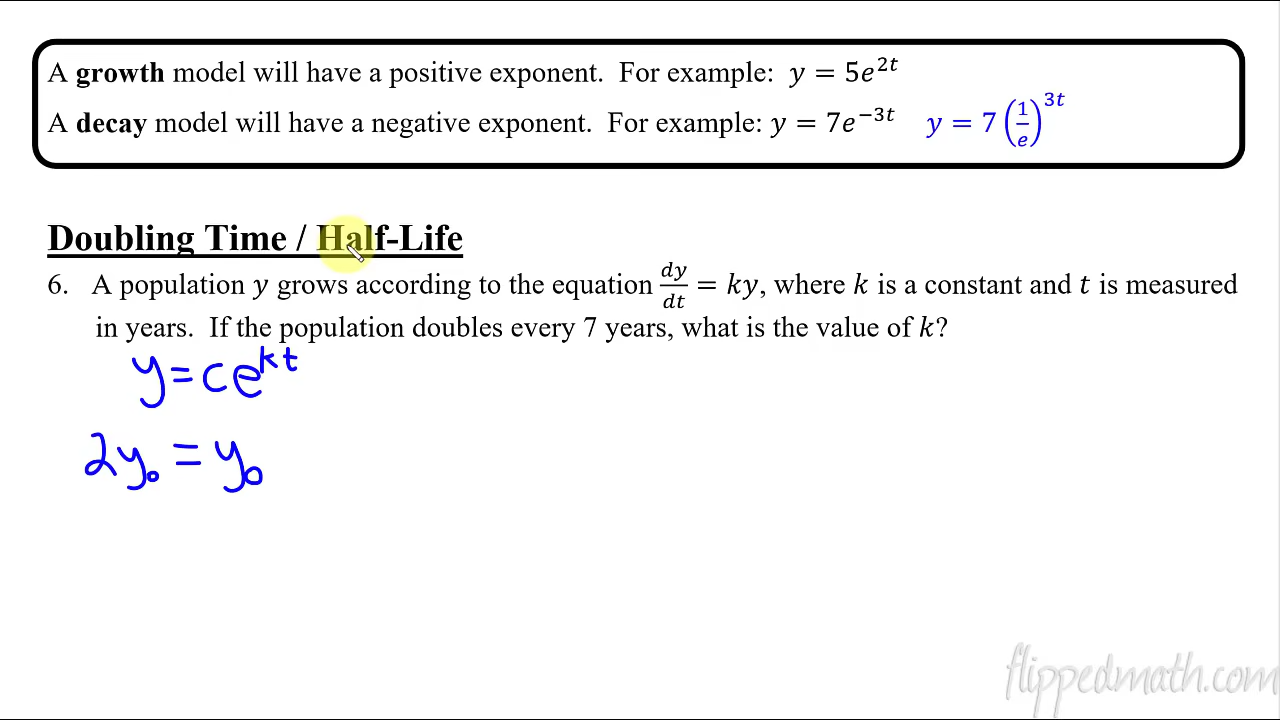 A growth model will have a positive exponent. For example: y = 5e^{2t}
A decay model will have a negative exponent. For example: y = 7e^{−3t} y = 7(1/e)^{3t}
Doubling Time / Half-Life
6. A population y grows according to the equation dy/dt = ky, where k is a constant and t is measured
in years. If the population doubles every 7 years, what is the value of k?
y = ce^{kt}
2y₀ = y₀
flippedmath.com